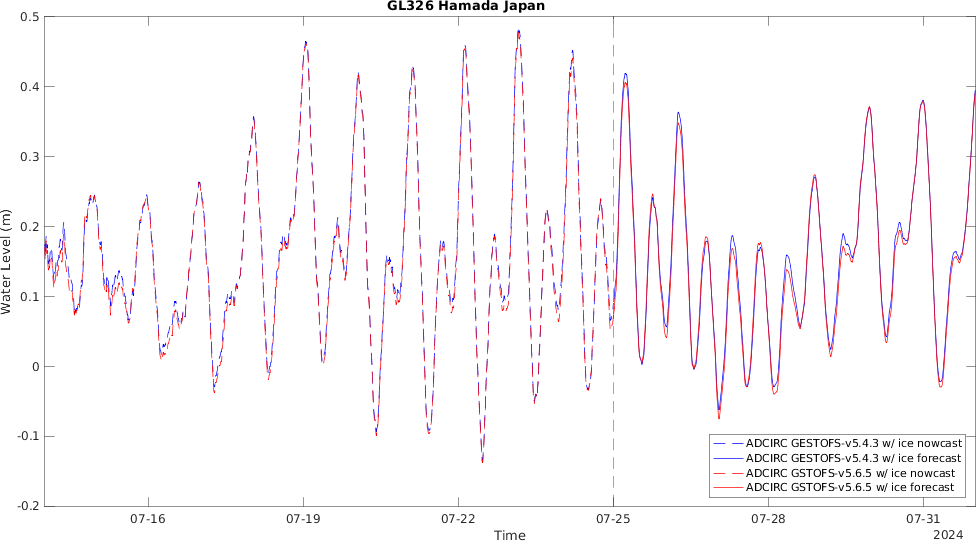 GL326 Hamada Japan
0.5
0.4
0.3
0.2
0.1
0
-0.1
-0.2
Water Level (m)
ADCIRC GESTOFS-v5.4.3 w/ ice nowcast
ADCIRC GESTOFS-v5.4.3 w/ ice forecast
ADCIRC GSTOFS-v5.6.5 w/ ice nowcast
ADCIRC GSTOFS-v5.6.5 w/ ice forecast
07-16 07-19 07-22 07-25 07-28 07-31
Time 2024